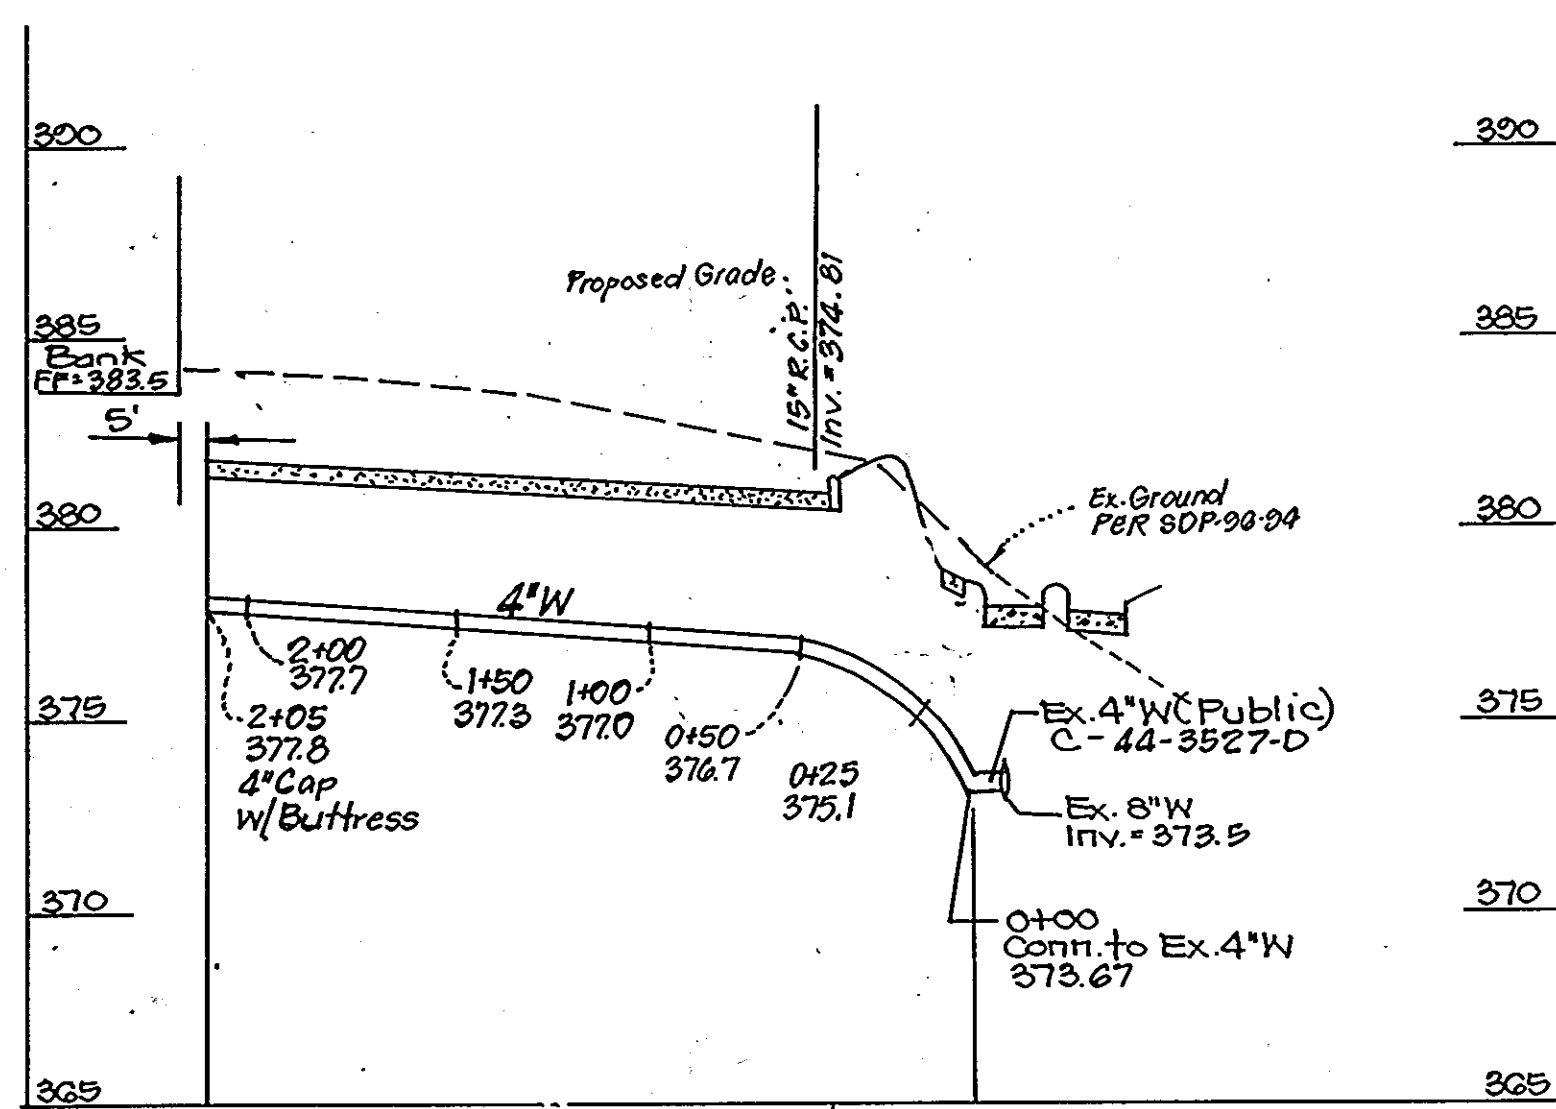 390
390
Proposed Grade
15" R.C.P.
Inv. = 374.81
385
385
Bank
FF=383.5
5'
Ex. Ground
PER SDP-90-94
380
380
4"W
2+00
377.7
1+50
377.3
1+00
377.0
0+50
376.7
0+25
375.1
2+05
377.8
4" Cap
w/Buttress
375
375
Ex. 4"W (Public)
C-44-3527-D
Ex. 8"W
Inv. = 373.5
370
370
0+00
Conn. to Ex. 4"W
373.67
365
365